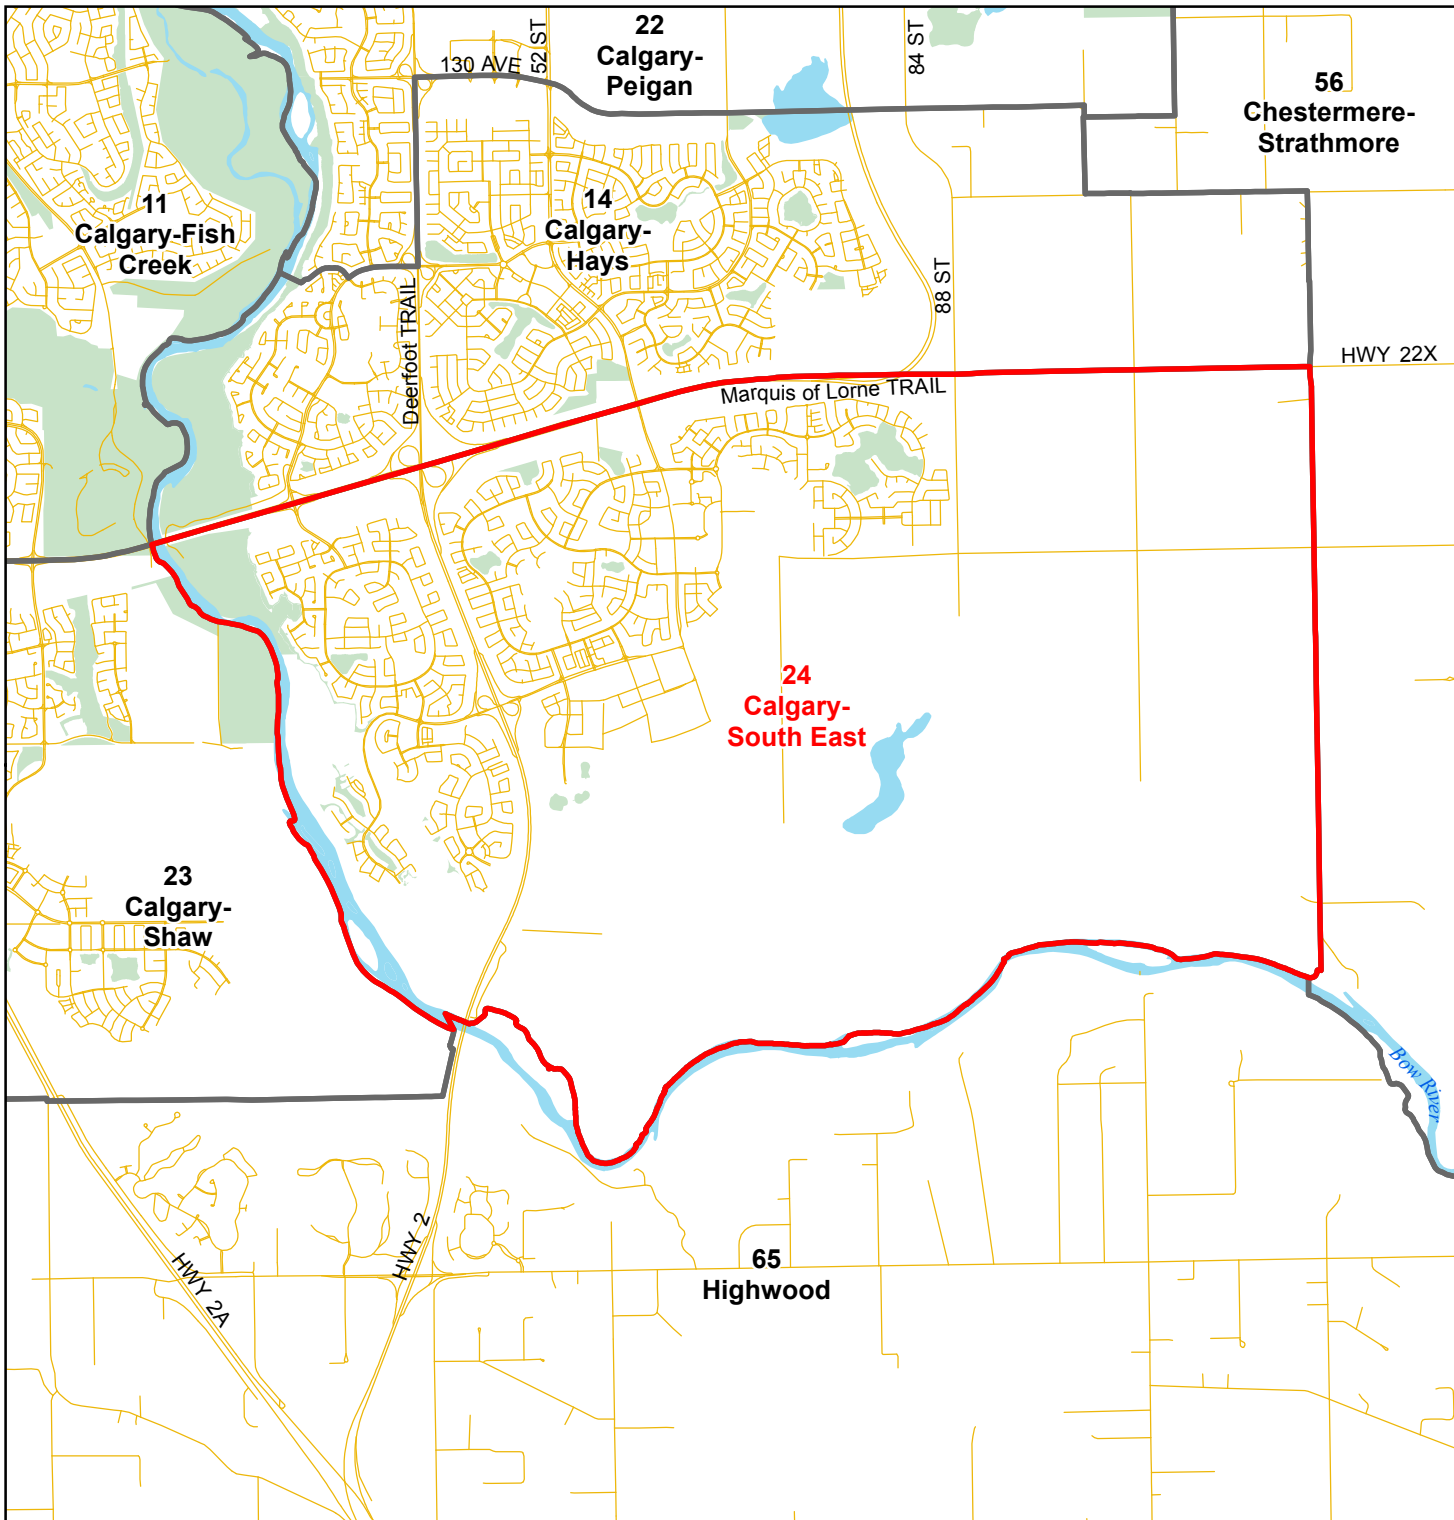 22
Calgary-
Peigan
52 ST
130 AVE
84 ST
56
Chestermere-
Strathmore
11
Calgary-Fish
Creek
14
Calgary-
Hays
88 ST
Deerfoot TRAIL
HWY 22X
Marquis of Lorne TRAIL
24
Calgary-
South East
23
Calgary-
Shaw
Bow River
HWY 2
HWY 2A
65
Highwood